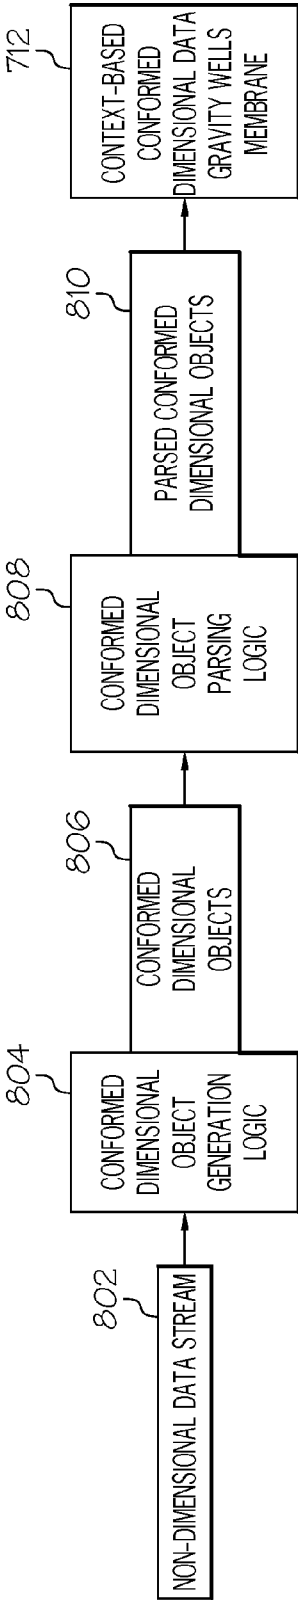 802
NON-DIMENSIONAL DATA STREAM
804
CONFORMED
DIMENSIONAL
OBJECT
GENERATION
LOGIC
806
CONFORMED
DIMENSIONAL
OBJECTS
808
CONFORMED
DIMENSIONAL
OBJECT
PARSING
LOGIC
810
PARSED CONFORMED
DIMENSIONAL OBJECTS
712
CONTEXT-BASED
CONFORMED
DIMENSIONAL DATA
GRAVITY WELLS
MEMBRANE